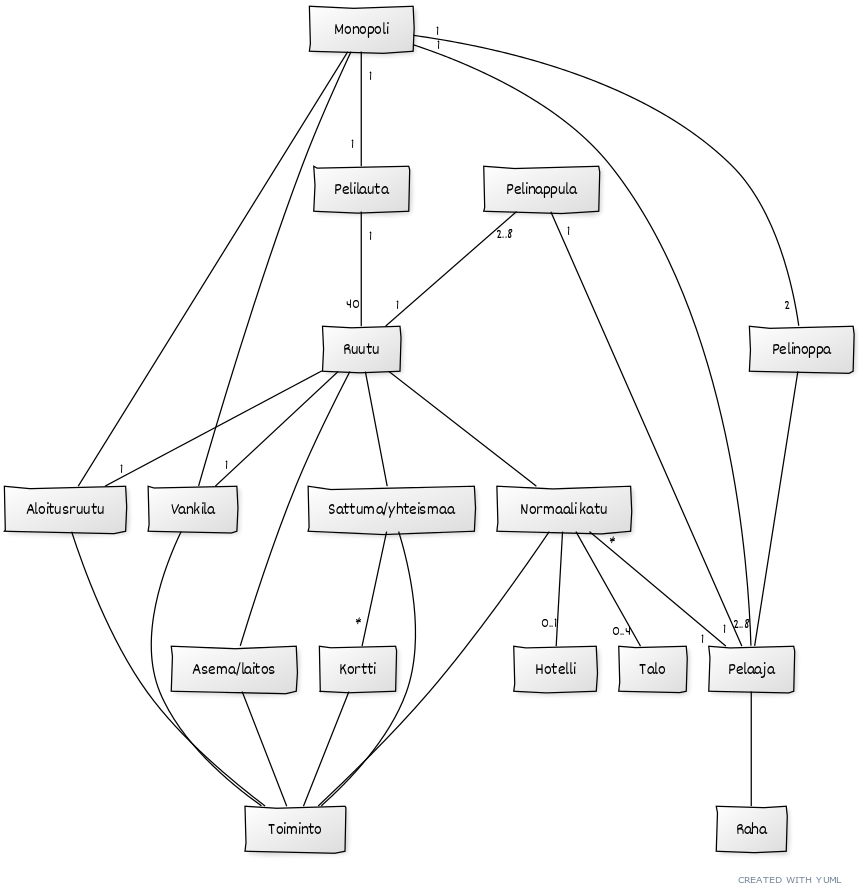 Monopoli
1
1
1
1
Pelilauta
Pelinappula
1
2..8
1
40
1
2
Ruutu
Pelinoppa
1
1
Aloitusruutu
Vankila
Sattuma/yhteismaa
Normaali katu
*
*
0..1
0..4
1
1
2..8
Asema/laitos
Kortti
Hotelli
Talo
Pelaaja
Toiminto
Raha
CREATED WITH YUML